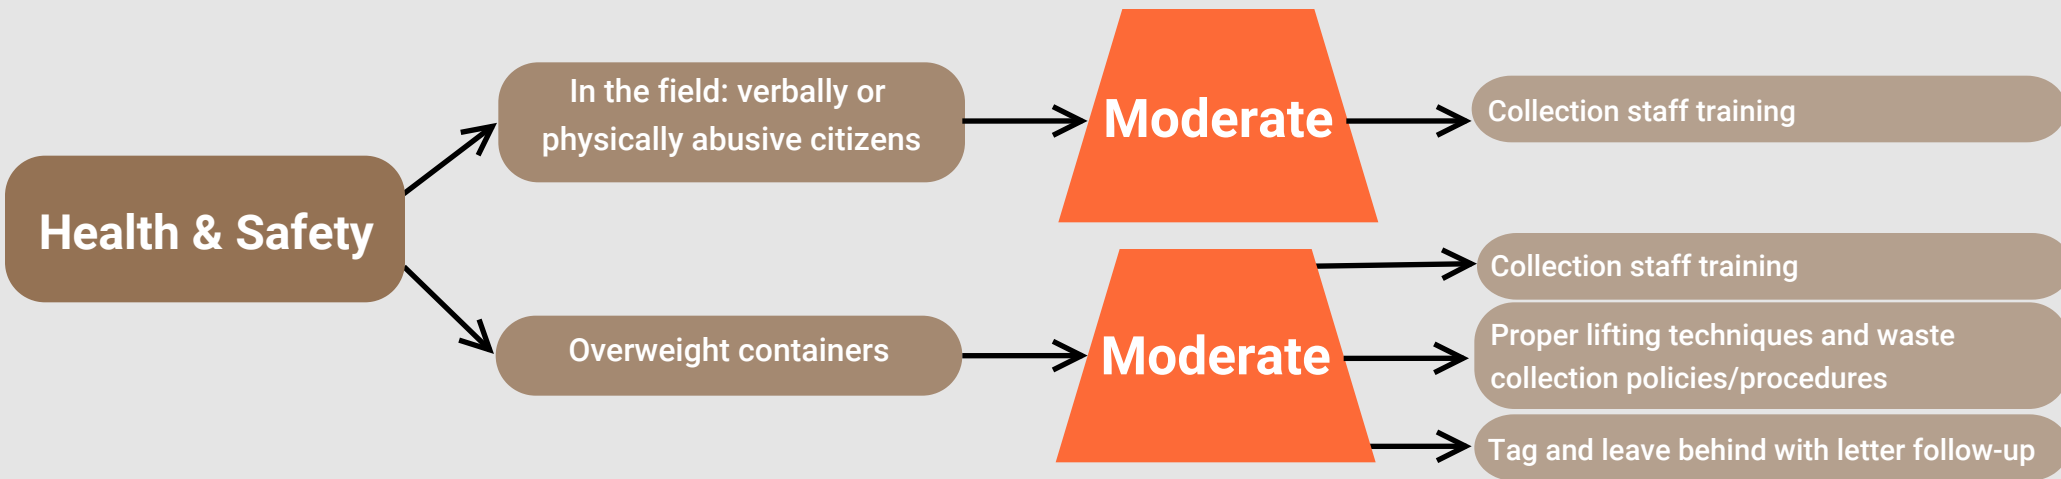 Health & Safety
In the field: verbally or
physically abusive citizens
Moderate
Collection staff training
Overweight containers
Moderate
Collection staff training
Proper lifting techniques and waste
collection policies/procedures
Tag and leave behind with letter follow-up